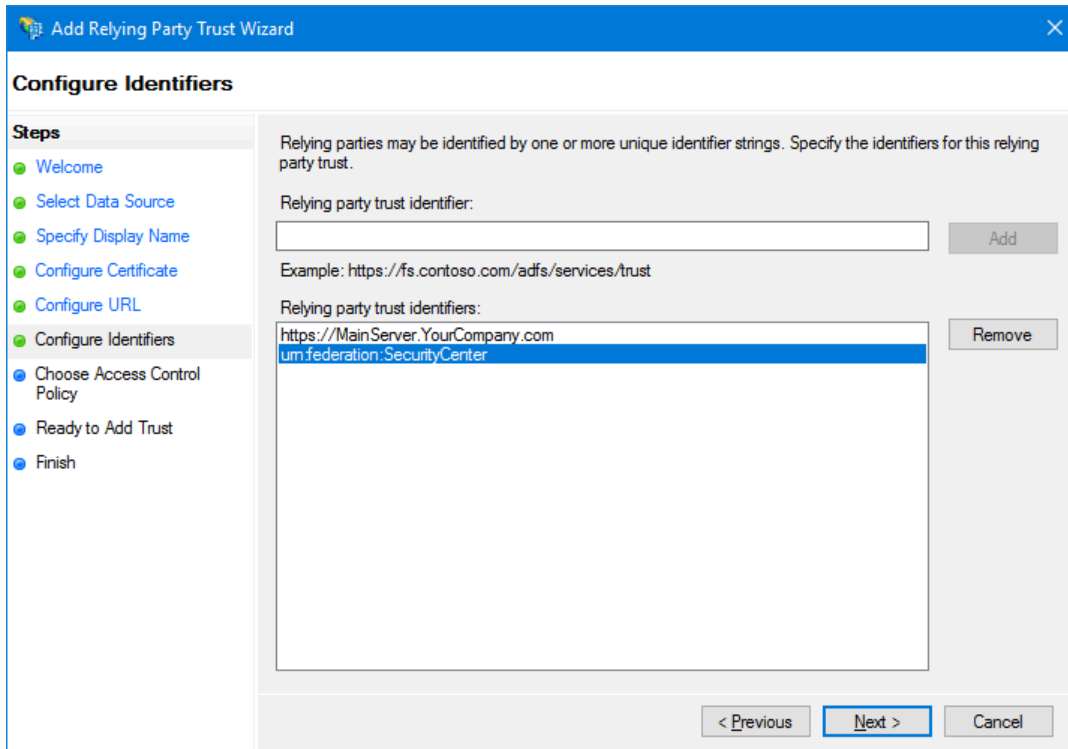 Add Relying Party Trust Wizard
Configure Identifiers
Steps
Welcome
Select Data Source
Specify Display Name
Configure Certificate
Configure URL
Configure Identifiers
Choose Access Control
Policy
Ready to Add Trust
Finish
Relying parties may be identified by one or more unique identifier strings. Specify the identifiers for this relying
party trust.
Relying party trust identifier:
Add
Example: https://fs.contoso.com/adfs/services/trust
Relying party trust identifiers:
https://MainServer.YourCompany.com
urn:federation:SecurityCenter
Remove
< Previous
Next >
Cancel